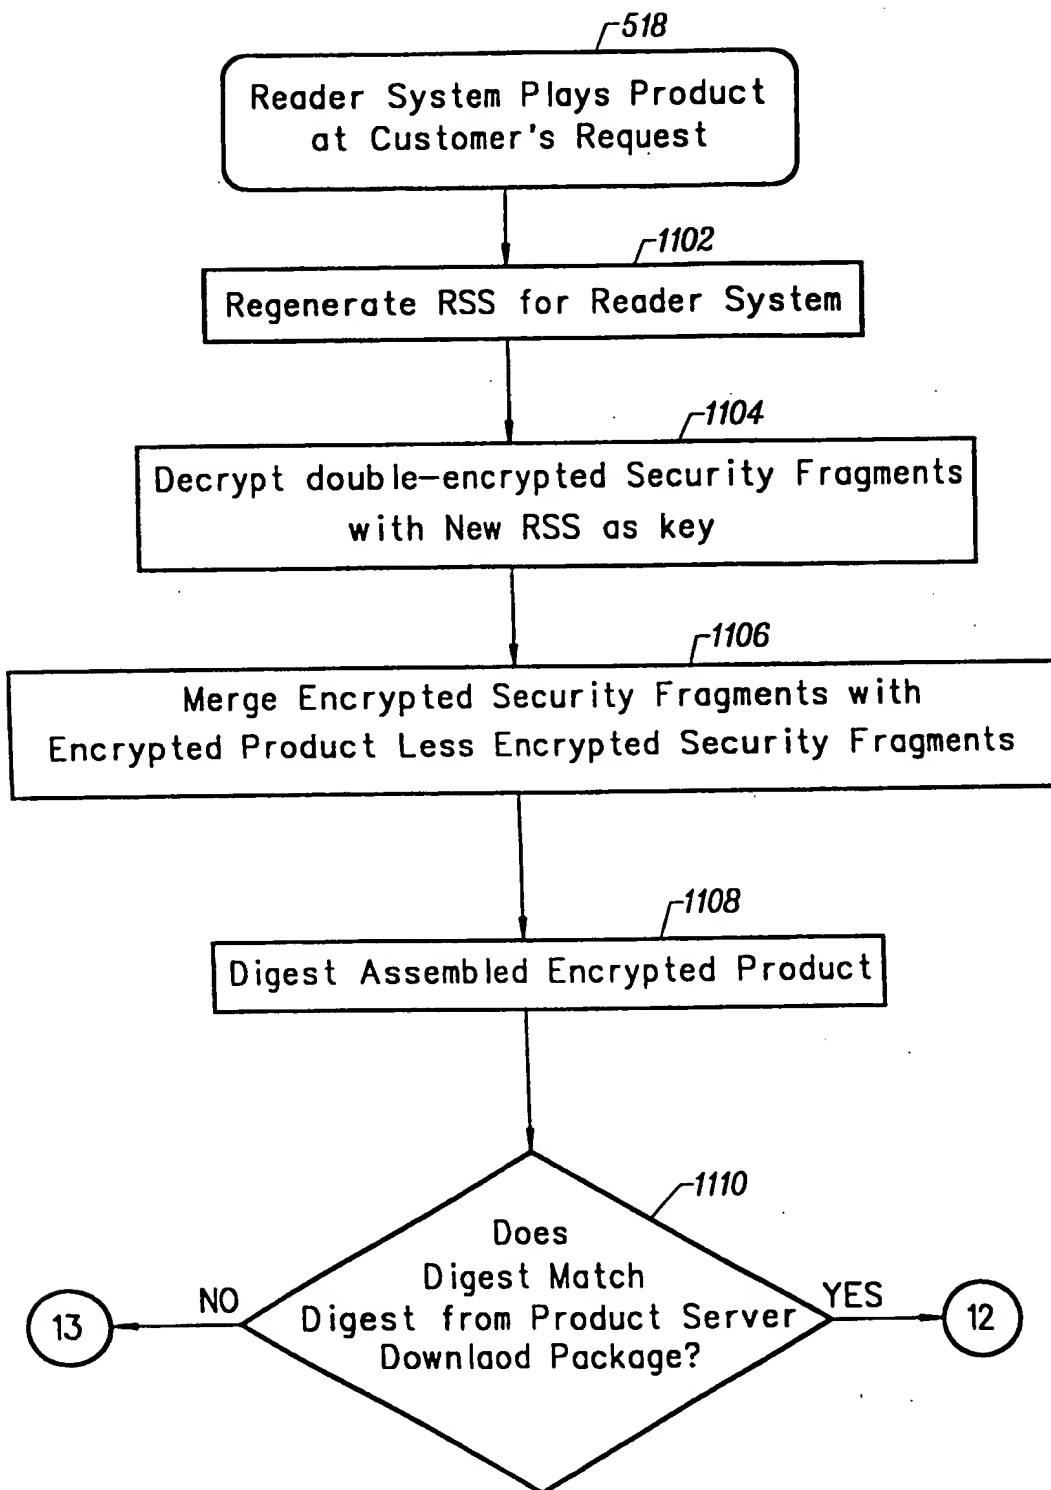 518
Reader System Plays Product
at Customer's Request
1102
Regenerate RSS for Reader System
1104
Decrypt double-encrypted Security Fragments
with New RSS as key
1106
Merge Encrypted Security Fragments with
Encrypted Product Less Encrypted Security Fragments
1108
Digest Assembled Encrypted Product
1110
Does
Digest Match
Digest from Product Server
Downlaod Package?
NO
YES
13
12